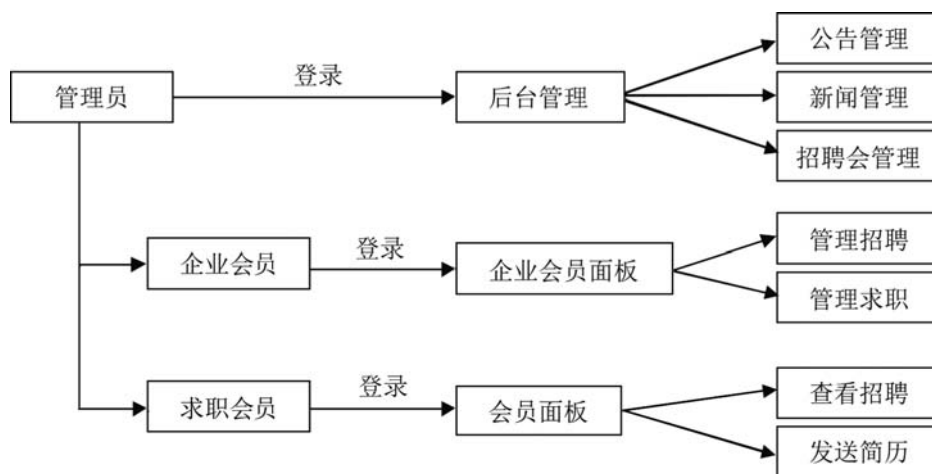 公告管理
登录
管理员
后台管理
新闻管理
招聘会管理
管理招聘
登录
企业会员
企业会员面板
管理求职
查看招聘
登录
求职会员
会员面板
发送简历